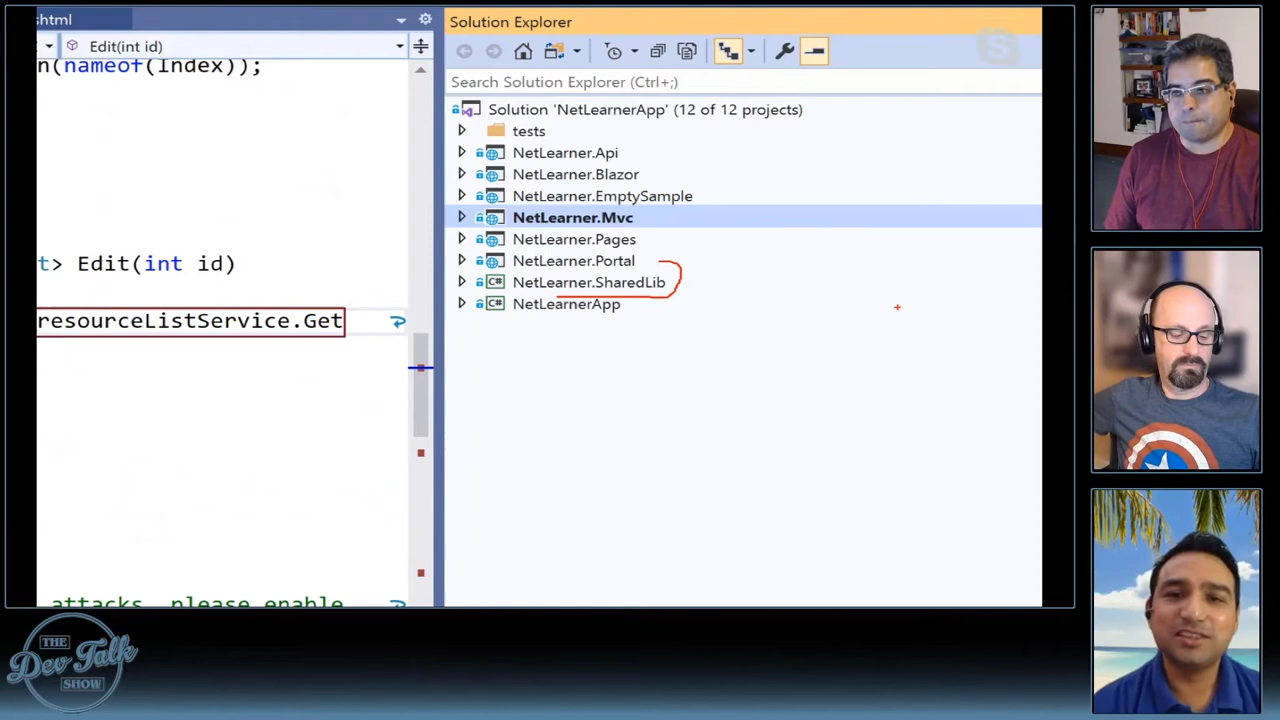 shtml
Edit(int id)
n(nameof(Index));
t> Edit(int id)
resourceListService.Get
attacks, please enable
Solution Explorer
Search Solution Explorer (Ctrl+;)
Solution 'NetLearnerApp' (12 of 12 projects)
tests
NetLearner.Api
NetLearner.Blazor
NetLearner.EmptySample
NetLearner.Mvc
NetLearner.Pages
NetLearner.Portal
C# NetLearner.SharedLib
C# NetLearnerApp
THE
Dev Talk
SHOW